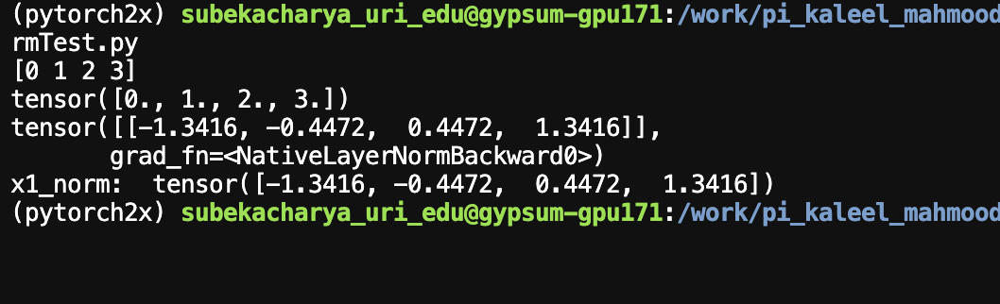 (pytorch2x) subekacharya_uri_edu@gypsum-gpu171:/work/pi_kaleel_mahmood
rmTest.py
[0 1 2 3]
tensor([0., 1., 2., 3.])
tensor([[-1.3416, -0.4472,  0.4472,  1.3416]],
       grad_fn=<NativeLayerNormBackward0>)
x1_norm:  tensor([-1.3416, -0.4472,  0.4472,  1.3416])
(pytorch2x) subekacharya_uri_edu@gypsum-gpu171:/work/pi_kaleel_mahmood